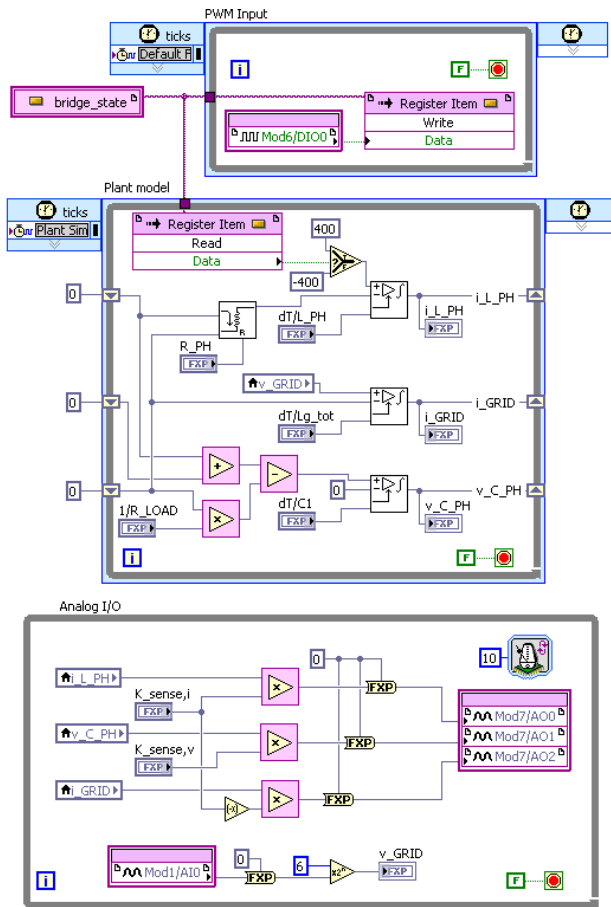 PWM Input
ticks
Default F
i
F
bridge_state
Register Item
Write
Data
Mod6/DIO0
Plant model
ticks
Plant Sim
Register Item
Read
Data
400
-400
T
F
0
R
R_PH
FXP
dT/L_PH
FXP
i_L_PH
i_L_PH
FXP
v_GRID
0
dT/Lg_tot
FXP
i_GRID
i_GRID
FXP
+
-
0
0
1/R_LOAD
FXP
×
dT/C1
FXP
v_C_PH
v_C_PH
FXP
i
F
Analog I/O
0
10
i_L_PH
K_sense,i
FXP
×
FXP
Mod7/AO0
v_C_PH
K_sense,v
FXP
×
FXP
Mod7/AO1
i_GRID
(-x)
×
FXP
Mod7/AO2
Mod1/AI0
0
FXP
6
x2ⁿ
v_GRID
FXP
i
F